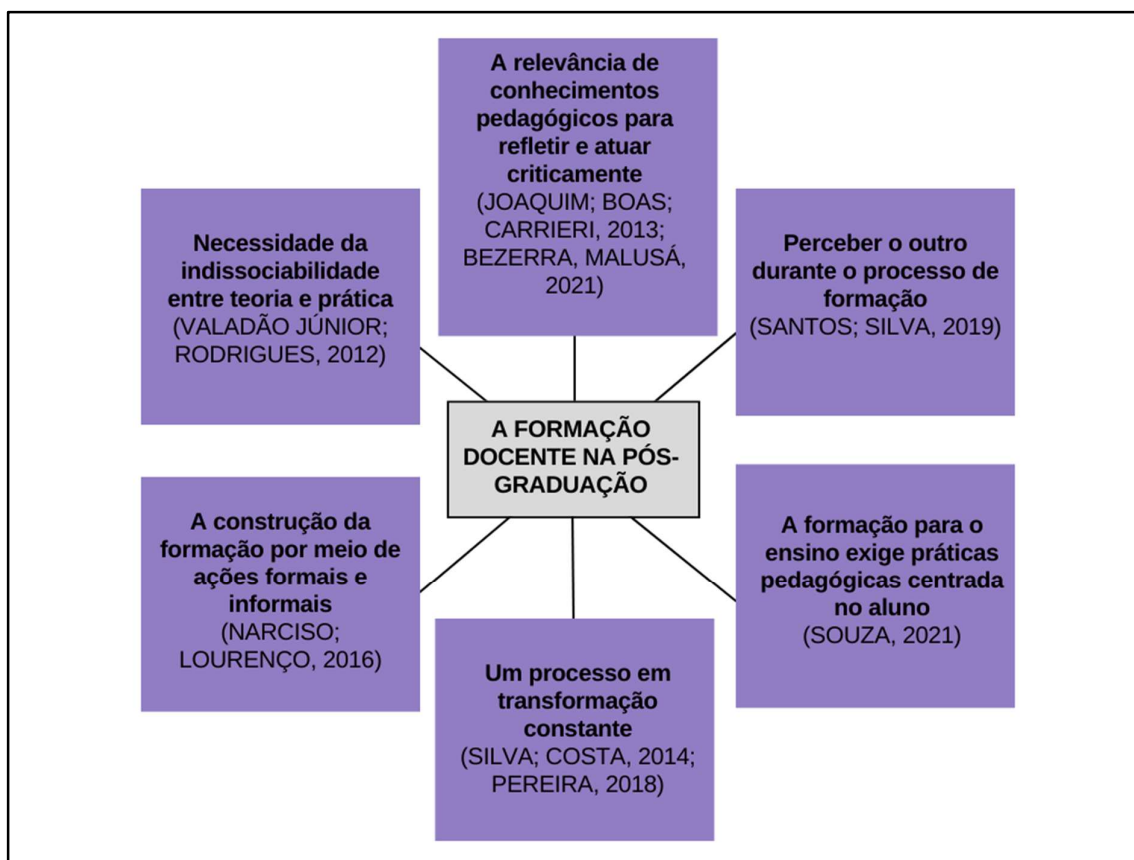 A relevância de
conhecimentos
pedagógicos para
refletir e atuar
criticamente
(JOAQUIM; BOAS;
CARRIERI, 2013;
BEZERRA, MALUSÁ,
2021)
Necessidade da
indissociabilidade
entre teoria e prática
(VALADÃO JÚNIOR;
RODRIGUES, 2012)
Perceber o outro
durante o processo de
formação
(SANTOS; SILVA, 2019)
A FORMAÇÃO
DOCENTE NA PÓS-
GRADUAÇÃO
A construção da
formação por meio de
ações formais e
informais
(NARCISO;
LOURENÇO, 2016)
A formação para o
ensino exige práticas
pedagógicas centrada
no aluno
(SOUZA, 2021)
Um processo em
transformação
constante
(SILVA; COSTA, 2014;
PEREIRA, 2018)